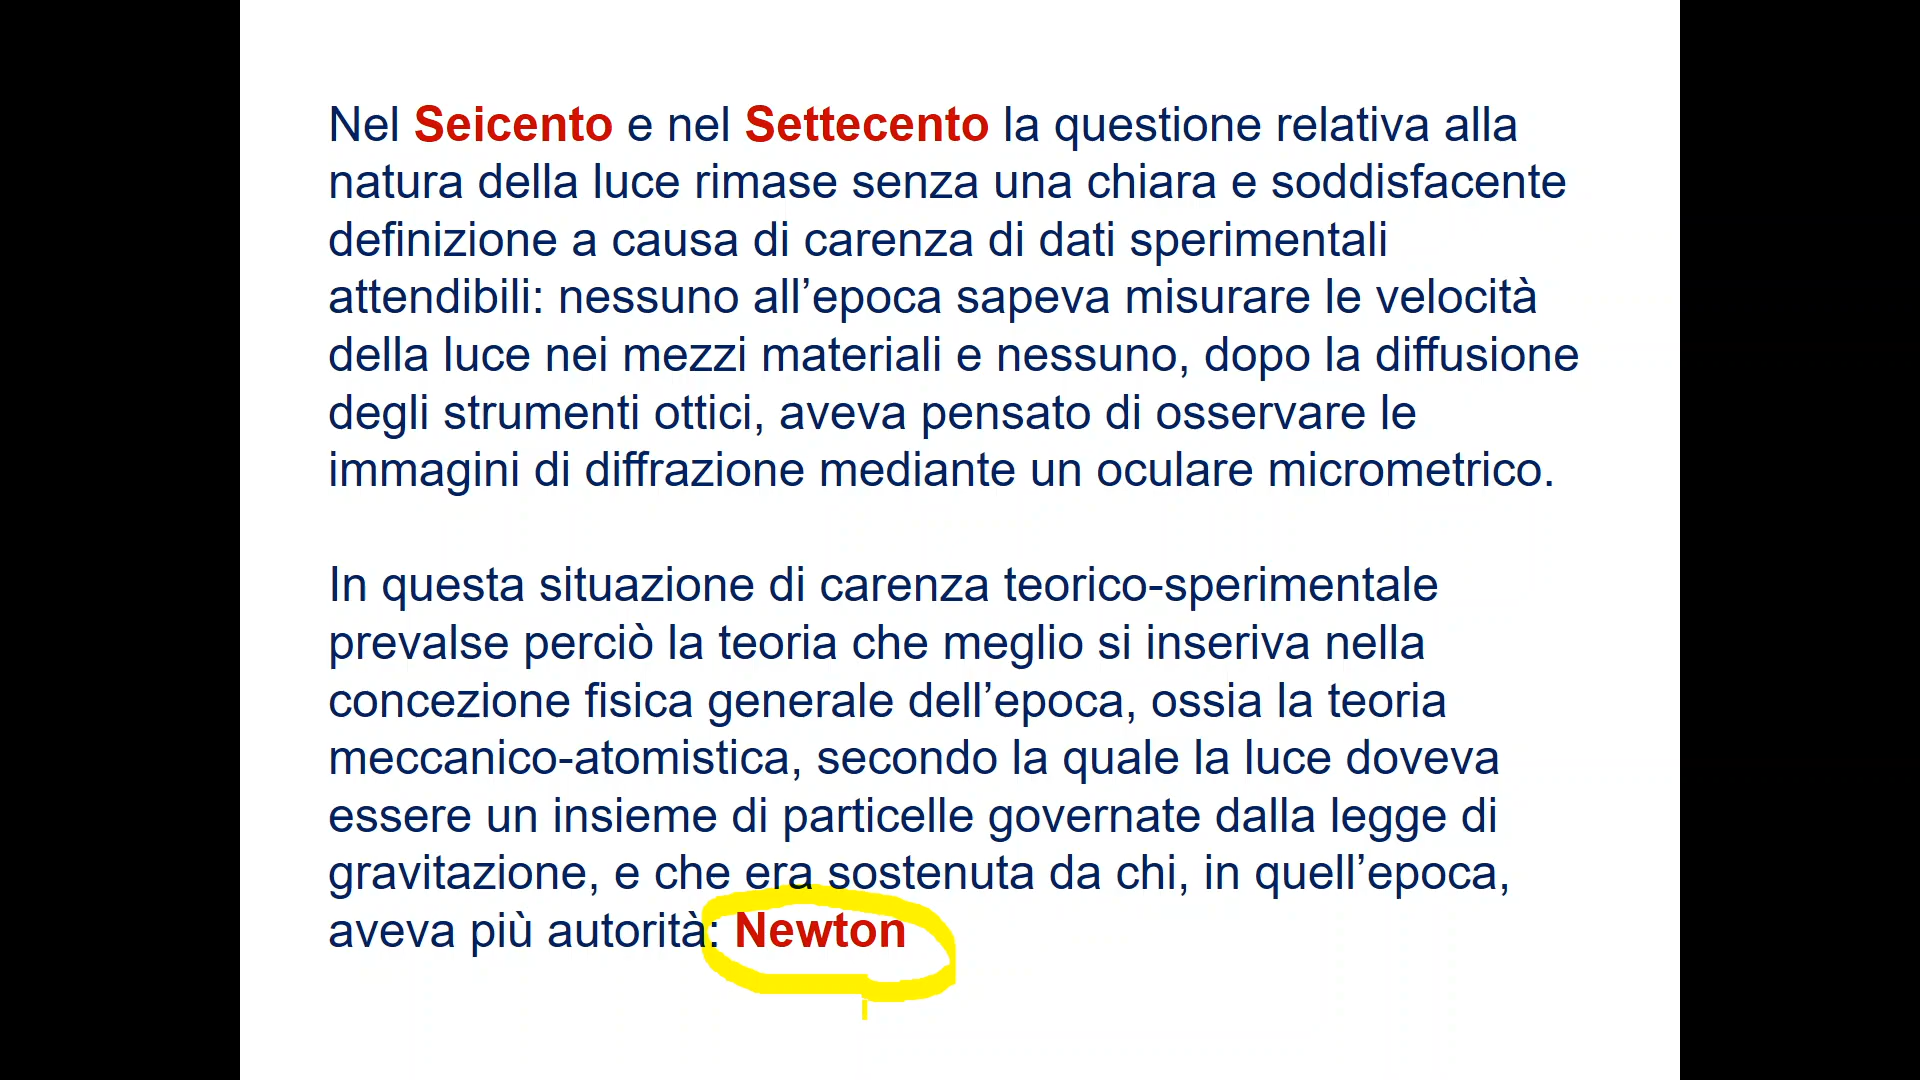 Nel Seicento e nel Settecento la questione relativa alla
natura della luce rimase senza una chiara e soddisfacente
definizione a causa di carenza di dati sperimentali
attendibili: nessuno all’epoca sapeva misurare le velocità
della luce nei mezzi materiali e nessuno, dopo la diffusione
degli strumenti ottici, aveva pensato di osservare le
immagini di diffrazione mediante un oculare micrometrico.
In questa situazione di carenza teorico-sperimentale
prevalse perciò la teoria che meglio si inseriva nella
concezione fisica generale dell’epoca, ossia la teoria
meccanico-atomistica, secondo la quale la luce doveva
essere un insieme di particelle governate dalla legge di
gravitazione, e che era sostenuta da chi, in quell’epoca,
aveva più autorità: Newton